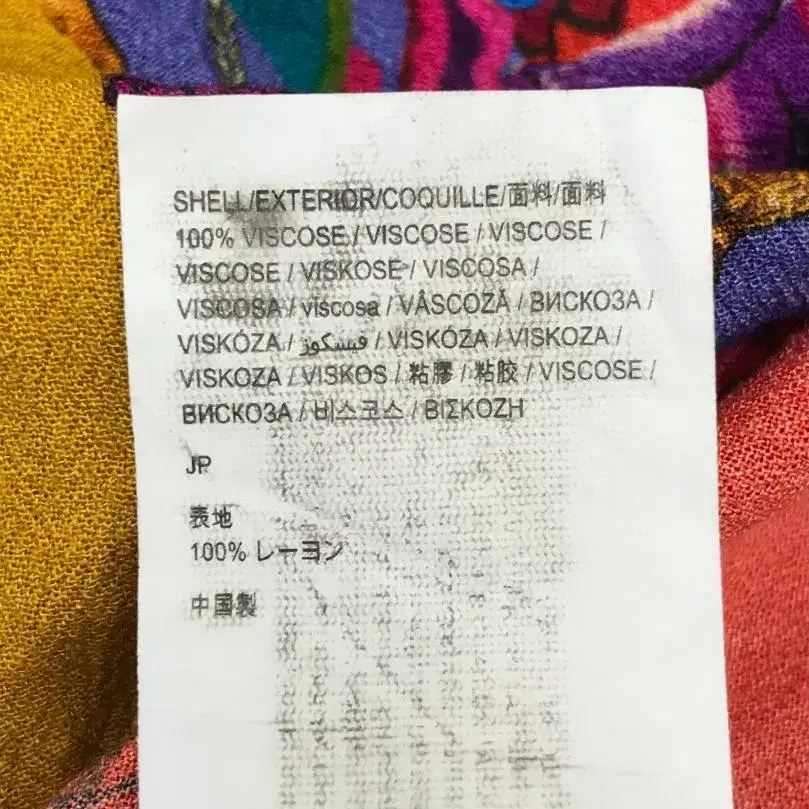 SHELL/EXTERIOR/COQUILLE/面料/面料
100% VISCOSE / VISCOSE / VISCOSE /
VISCOSE / VISKOSE / VISCOSA /
VISCOSA / viscosa / VÂSCOZĂ / ВИСКОЗА /
VISKÓZA / فيسكوز / VISKÓZA / VISKOZA /
VISKOZA / VISKOS / 粘膠 / 粘胶 / VISCOSE /
ВИСКОЗА / 비스코스 / ΒΙΣΚΟΖΗ
JP
表地
100% レーヨン
中国製